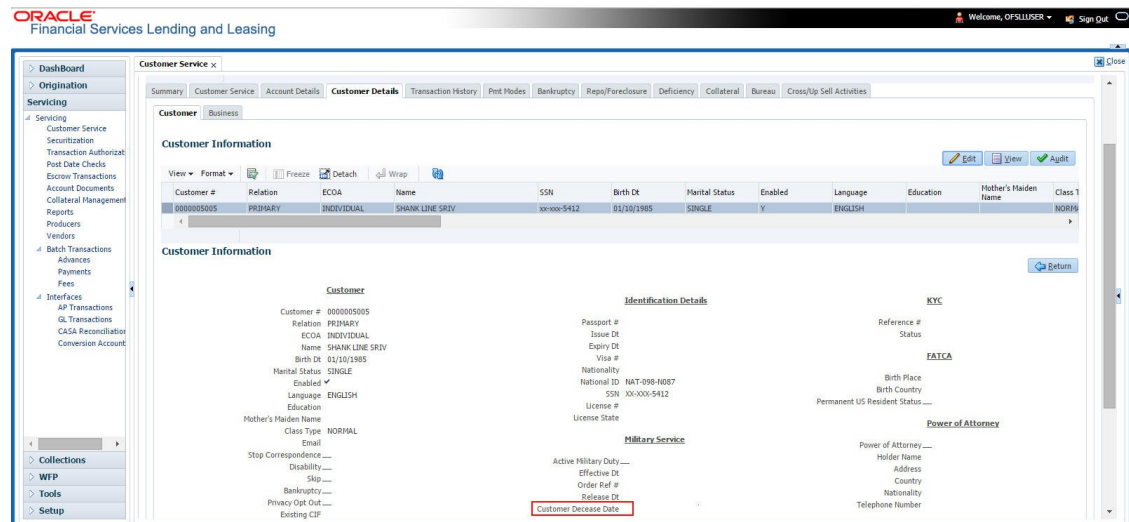 ORACLE
Financial Services Lending and Leasing
Welcome, OFSLLUSER
Sign Out
Close
DashBoard
Origination
Servicing
Servicing
Customer Service
Securitization
Transaction Authorizat
Post Date Checks
Escrow Transactions
Account Documents
Collateral Management
Reports
Producers
Vendors
Batch Transactions
Advances
Payments
Fees
Interfaces
AP Transactions
GL Transactions
CASA Reconciliation
Conversion Account
Collections
WFP
Tools
Setup
Customer Service x
Summary Customer Service Account Details Customer Details Transaction History Pmt Modes Bankruptcy Repo/Foreclosure Deficiency Collateral Bureau Cross/Up Sell Activities
Customer Business
Customer Information
Edit View Audit
View Format Freeze Detach Wrap
Customer # Relation ECOA Name SSN Birth Dt Marital Status Enabled Language Education Mother's Maiden Name Class T
0000005005 PRIMARY INDIVIDUAL SHANK LINE SRIV xx-xxx-5412 01/10/1985 SINGLE Y ENGLISH NORMA
Customer Information
Return
Customer
Customer # 0000005005
Relation PRIMARY
ECOA INDIVIDUAL
Name SHANK LINE SRIV
Birth Dt 01/10/1985
Marital Status SINGLE
Enabled
Language ENGLISH
Education
Mother's Maiden Name
Class Type NORMAL
Email
Stop Correspondence
Disability
Skip
Bankruptcy
Privacy Opt Out
Existing CIF
Identification Details
Passport #
Issue Dt
Expiry Dt
Visa #
Nationality
National ID NAT-098-N087
SSN XX-XXX-5412
License #
License State
Military Service
Active Military Duty
Effective Dt
Order Ref #
Release Dt
Customer Decease Date
KYC
Reference #
Status
FATCA
Birth Place
Birth Country
Permanent US Resident Status
Power of Attorney
Power of Attorney
Holder Name
Address
Country
Nationality
Telephone Number